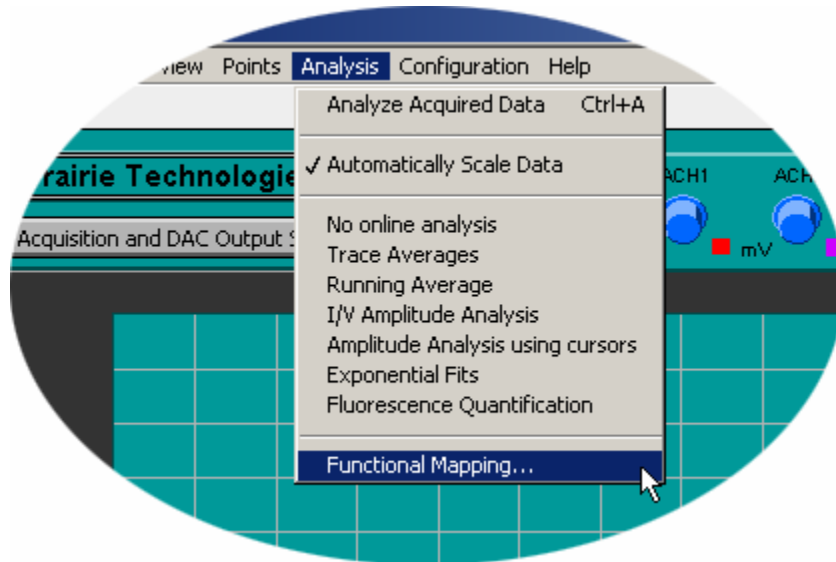 View Points Analysis Configuration Help
Analyze Acquired Data Ctrl+A
✓ Automatically Scale Data
rairie Technologie
ACH1 ACH
Acquisition and DAC Output S
mV
No online analysis
Trace Averages
Running Average
I/V Amplitude Analysis
Amplitude Analysis using cursors
Exponential Fits
Fluorescence Quantification
Functional Mapping...